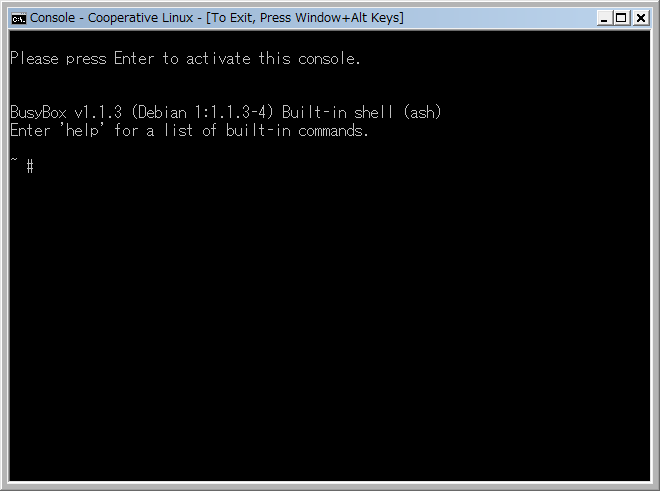 Console - Cooperative Linux - [To Exit, Press Window+Alt Keys]
Please press Enter to activate this console.
BusyBox v1.1.3 (Debian 1:1.1.3-4) Built-in shell (ash)
Enter 'help' for a list of built-in commands.
~ #